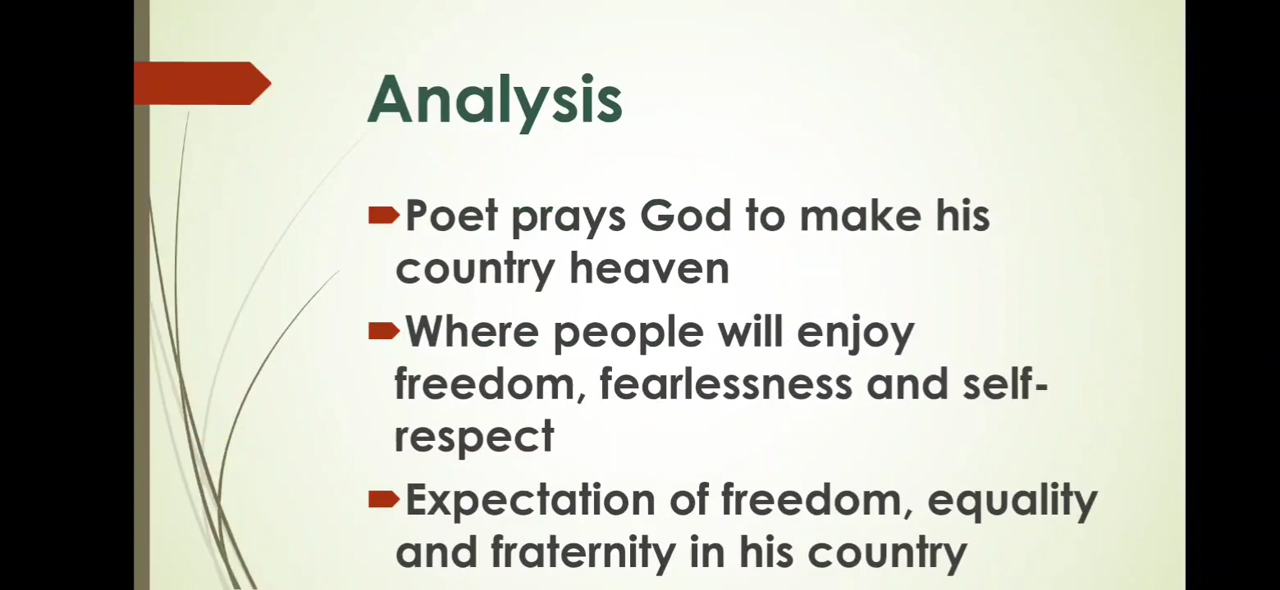 Analysis
Poet prays God to make his
country heaven
Where people will enjoy
freedom, fearlessness and self-
respect
Expectation of freedom, equality
and fraternity in his country